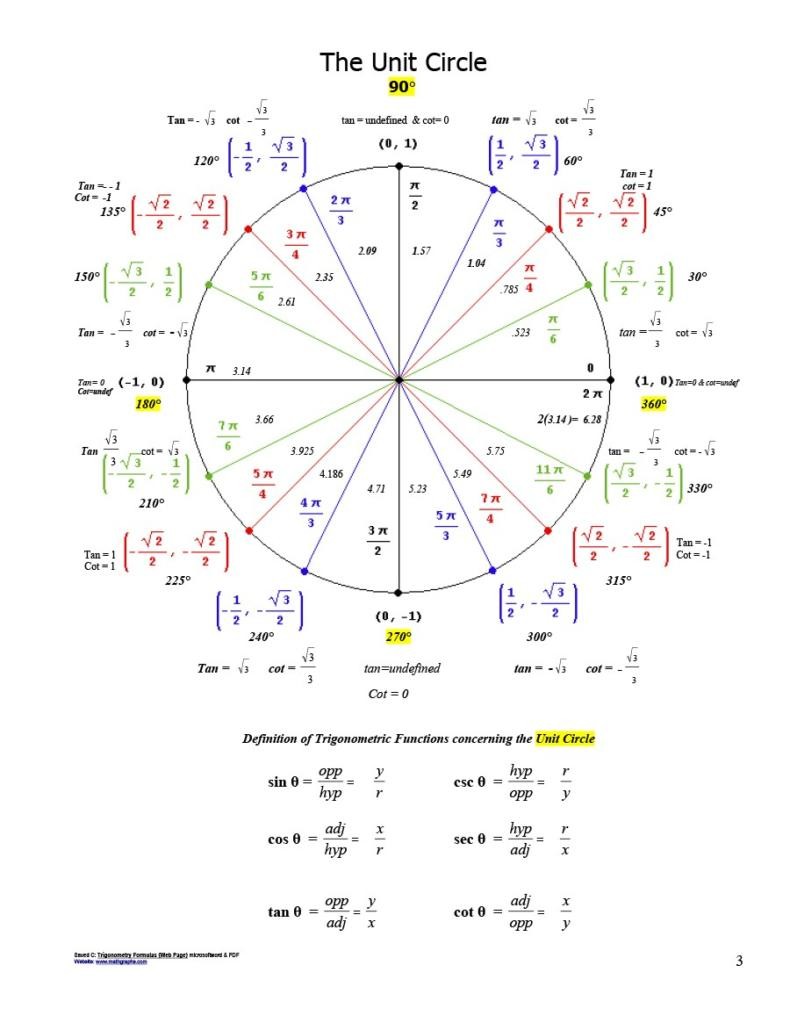 The Unit Circle
90°
Tan = - √3 cot - √3/3
tan = undefined & cot= 0
tan = √3 cot = √3/3
(0, 1)
120° (-1/2, √3/2)
(1/2, √3/2) 60°
Tan =- - 1
Cot = -1
135° (-√2/2, √2/2)
Tan = 1
cot = 1
(√2/2, √2/2) 45°
2π/3
π/2
π/3
3π/4
2.09
1.57
1.04
π/4
150° (-√3/2, 1/2)
5π/6
2.35
2.61
.785
(√3/2, 1/2) 30°
.523
π/6
Tan = - √3/3 cot = - √3
tan = √3/3 cot = √3
π 3.14
0
Tan= 0
Cot=undef
(-1, 0)
180°
2π
(1, 0) Tan=0 & cot=undef
360°
2(3.14)= 6.28
7π/6
3.66
Tan √3/3 cot= √3
(-√3/2, -1/2)
210°
3.925
5.75
tan = - √3/3 cot = - √3
11π/6
(√3/2, -1/2) 330°
5π/4
4.186
4.71
5.23
5.49
7π/4
4π/3
3π/2
5π/3
Tan = 1
Cot = 1
(-√2/2, -√2/2)
225°
(√2/2, -√2/2)
Tan = -1
Cot = -1
315°
(-1/2, -√3/2)
240°
(0, -1)
270°
(1/2, -√3/2)
300°
Tan = √3 cot = √3/3
tan=undefined
Cot = 0
tan = - √3 cot = - √3/3
Definition of Trigonometric Functions concerning the Unit Circle
sin θ = opp/hyp = y/r csc θ = hyp/opp = r/y
cos θ = adj/hyp = x/r sec θ = hyp/adj = r/x
tan θ = opp/adj = y/x cot θ = adj/opp = x/y
Saved C: Trigonometry Formulas (Web Page) microsoftword & PDF
Website: www.mathgraphs.com
3